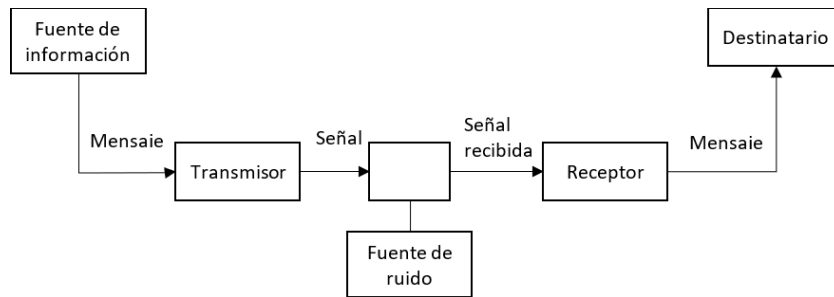 Fuente de
información
Destinatario
Mensaie
Transmisor
Señal
Señal
recibida
Receptor
Mensaie
Fuente de
ruido